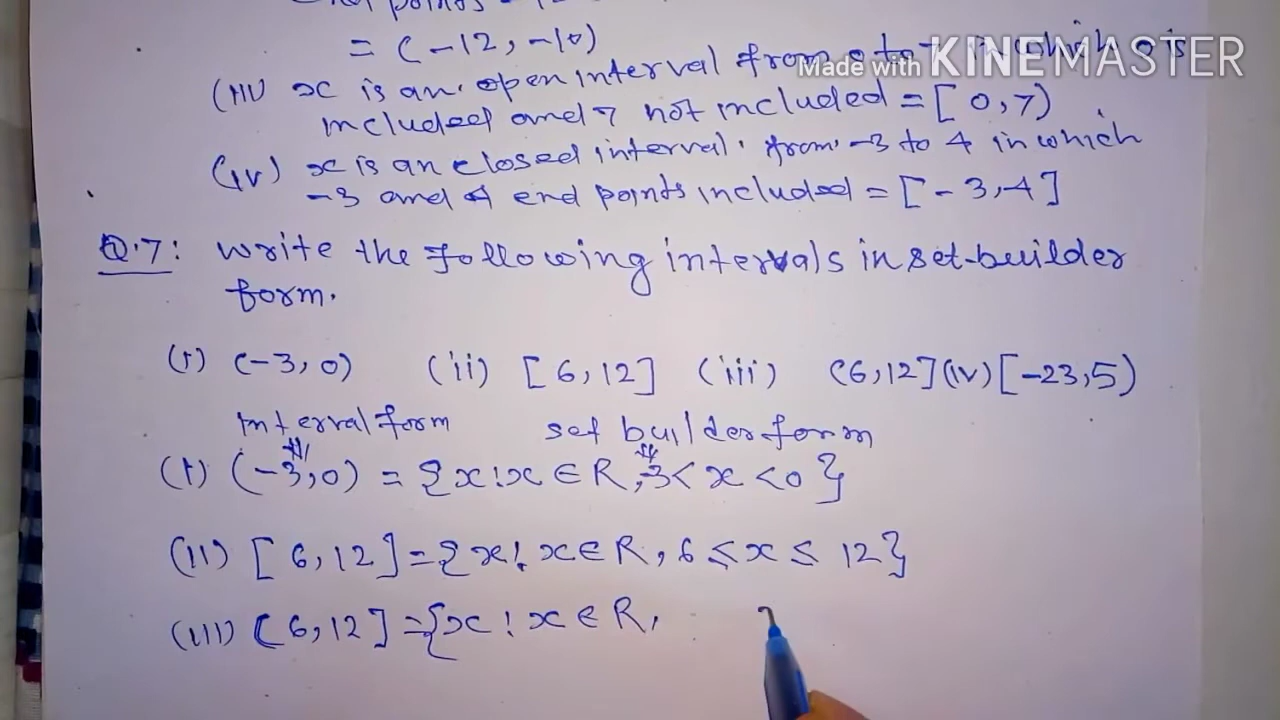 = (-12, -10)
(iii) x is an open interval from 0 to 7 in which 0 is
included and 7 not included = [0, 7)
(iv) x is an closed interval from -3 to 4 in which
-3 and 4 end points included = [-3, 4]
Q.7: Write the following intervals in set-builder
form.
(i) (-3, 0) (ii) [6, 12] (iii) (6, 12] (iv) [-23, 5)
Interval form set builder form
(i) (-3, 0) = {x : x ∈ R, -3 < x < 0}
(ii) [6, 12] = {x : x ∈ R, 6 ≤ x ≤ 12}
(iii) (6, 12] = {x : x ∈ R,
Made with KINEMASTER